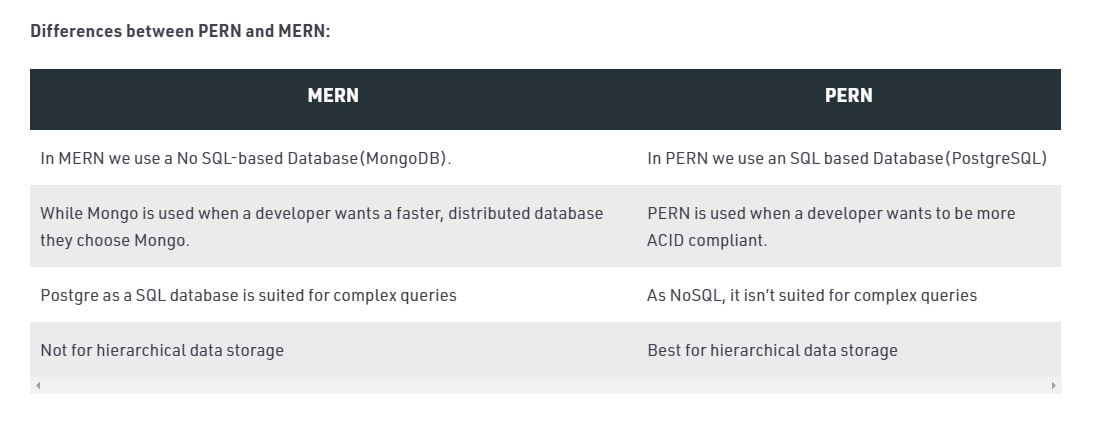 Differences between PERN and MERN:
MERN
PERN
In MERN we use a No SQL-based Database(MongoDB).
In PERN we use an SQL based Database(PostgreSQL)
While Mongo is used when a developer wants a faster, distributed database
they choose Mongo.
PERN is used when a developer wants to be more
ACID compliant.
Postgre as a SQL database is suited for complex queries
As NoSQL, it isn’t suited for complex queries
Not for hierarchical data storage
Best for hierarchical data storage